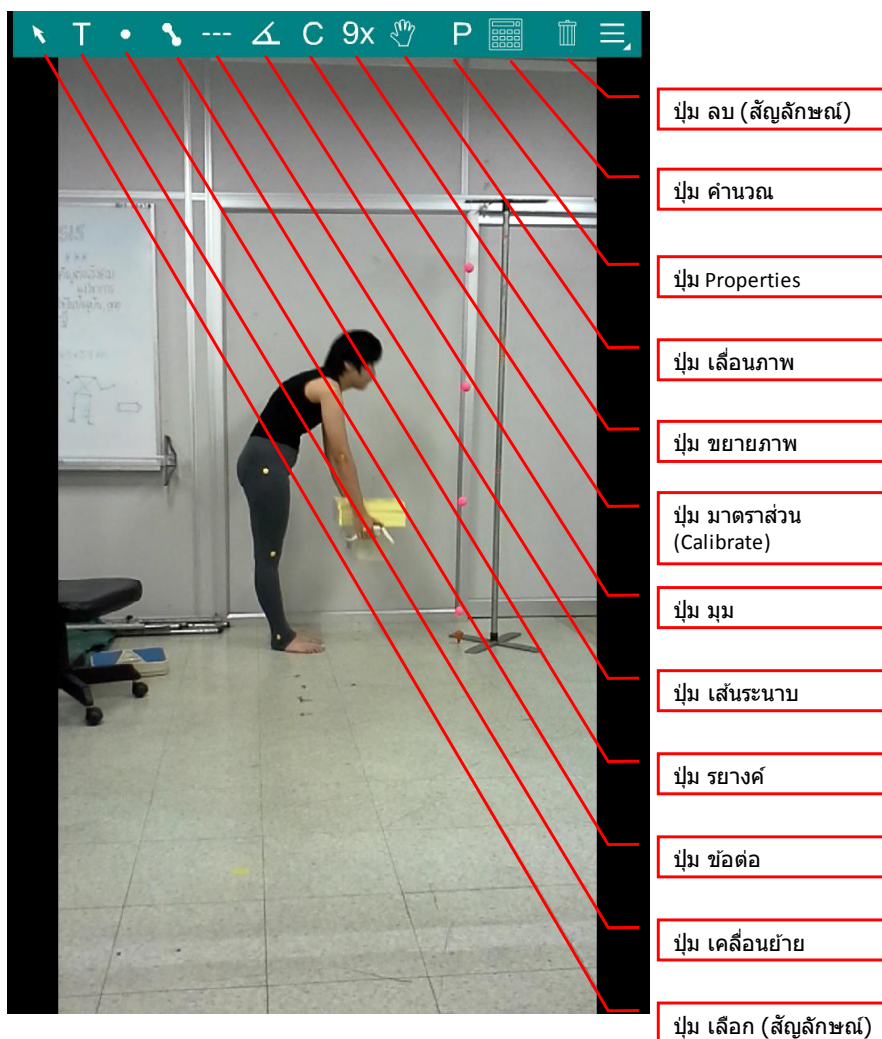 T C 9x P
ปุ่ม ลบ (สัญลักษณ์)
ปุ่ม คำนวณ
ปุ่ม Properties
ปุ่ม เลื่อนภาพ
ปุ่ม ขยายภาพ
ปุ่ม มาตราส่วน
(Calibrate)
ปุ่ม มุม
ปุ่ม เส้นระนาบ
ปุ่ม รยางค์
ปุ่ม ข้อต่อ
ปุ่ม เคลื่อนย้าย
ปุ่ม เลือก (สัญลักษณ์)